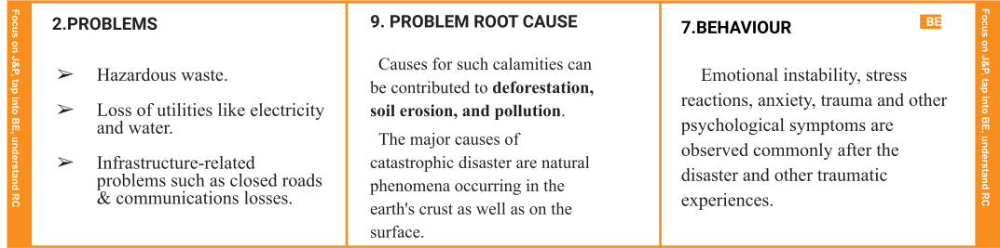 Focus on J&P, tap into BE, understand RC
2.PROBLEMS
➢ Hazardous waste.
➢ Loss of utilities like electricity
and water.
➢ Infrastructure-related
problems such as closed roads
& communications losses.
9. PROBLEM ROOT CAUSE
Causes for such calamities can
be contributed to deforestation,
soil erosion, and pollution.
The major causes of
catastrophic disaster are natural
phenomena occurring in the
earth's crust as well as on the
surface.
7.BEHAVIOUR
BE
Emotional instability, stress
reactions, anxiety, trauma and other
psychological symptoms are
observed commonly after the
disaster and other traumatic
experiences.
Focus on J&P, tap into BE, understand RC